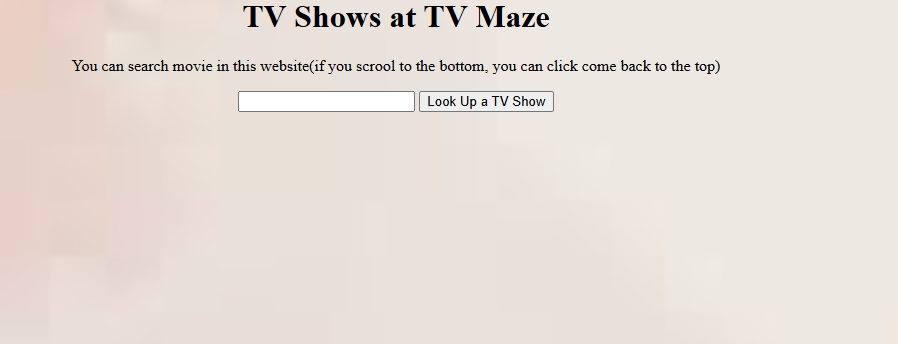 TV Shows at TV Maze
You can search movie in this website(if you scrool to the bottom, you can click come back to the top)
Look Up a TV Show